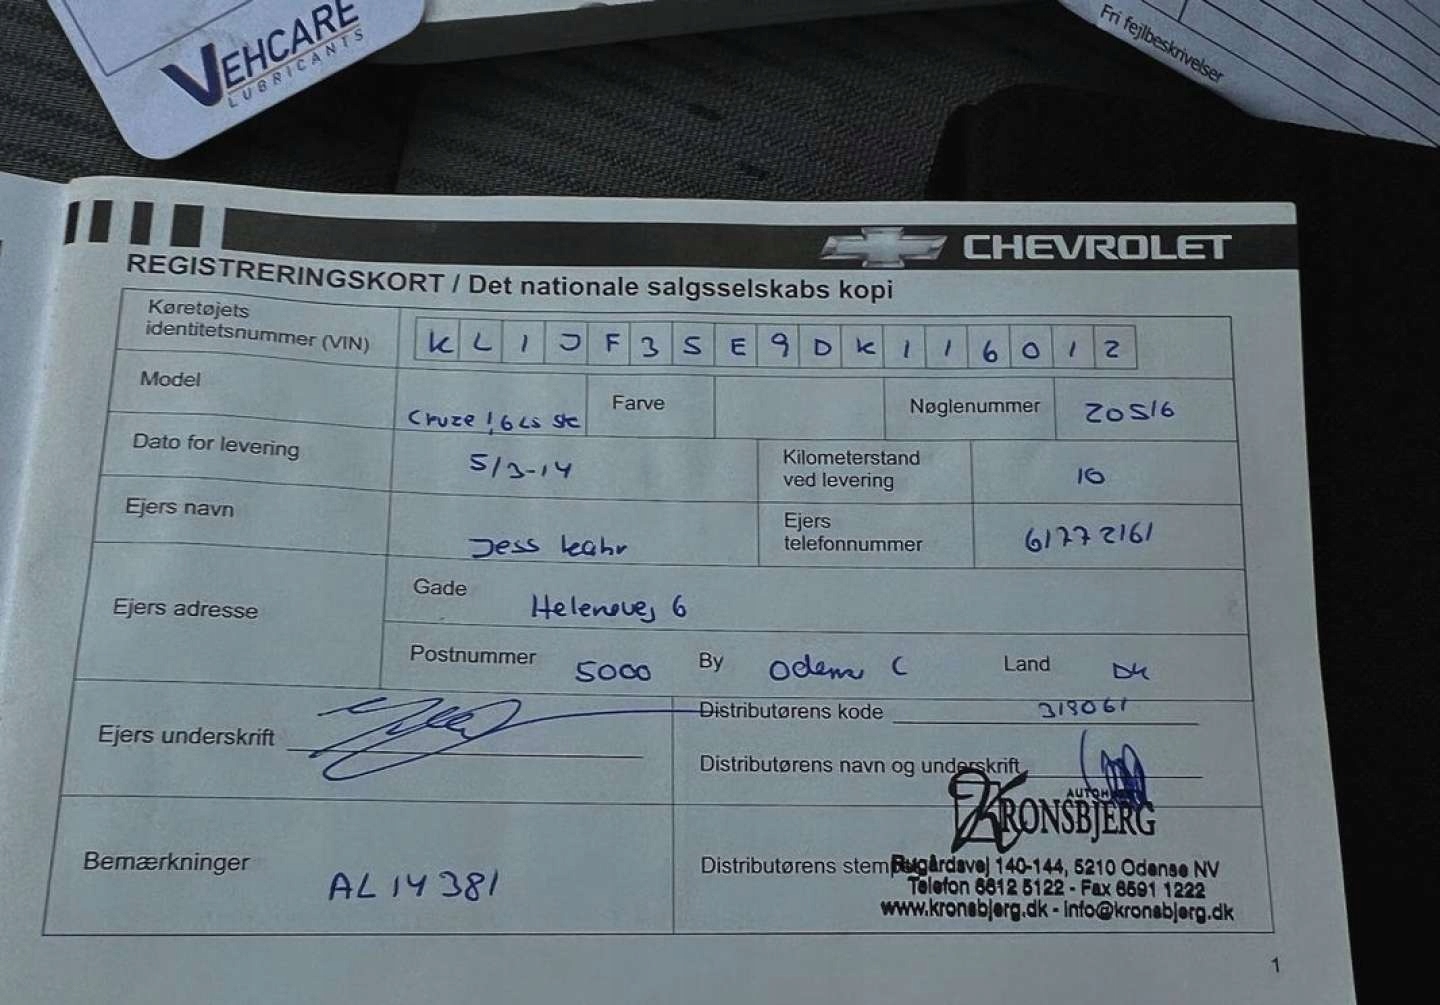 VEHCARE
LUBRICANTS
Fri fejlbeskrivelser
CHEVROLET
REGISTRERINGSKORT / Det nationale salgsselskabs kopi
Køretøjets identitetsnummer (VIN) KL1JF35E9DK116012
Model Cruze 1,6 LS Farve Nøglenummer 20516
Dato for levering 5/3-14 Kilometerstand ved levering 10
Ejers navn Jess Kahr Ejers telefonnummer 61772161
Ejers adresse
Gade Helenevej 6
Postnummer 5000 By Odense C Land DK
Ejers underskrift
Distributørens kode 318061
Distributørens navn og underskrift
Bemærkninger AL 14 381
Distributørens
KRONSBJERG
Rugårdsvej 140-144, 5210 Odense NV
Telefon 6612 5122 - Fax 6591 1222
www.kronsbjerg.dk - info@kronsbjerg.dk
1